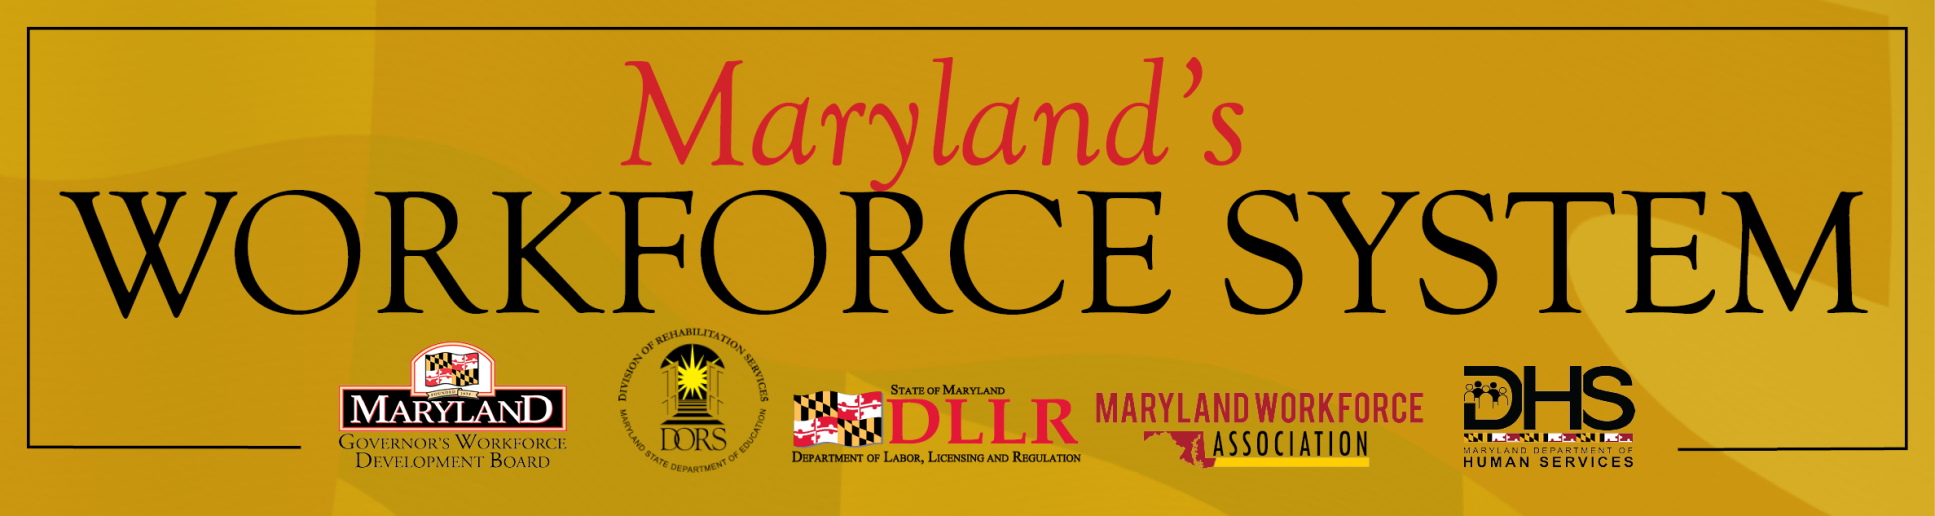 Maryland's
WORKFORCE SYSTEM
MARYLAND
GOVERNOR'S WORKFORCE
DEVELOPMENT BOARD
DIVISION OF REHABILITATION SERVICES
DORS
MARYLAND STATE DEPARTMENT OF EDUCATION
STATE OF MARYLAND
DLLR
DEPARTMENT OF LABOR, LICENSING AND REGULATION
MARYLAND WORKFORCE
ASSOCIATION
DHS
MARYLAND DEPARTMENT OF
HUMAN SERVICES